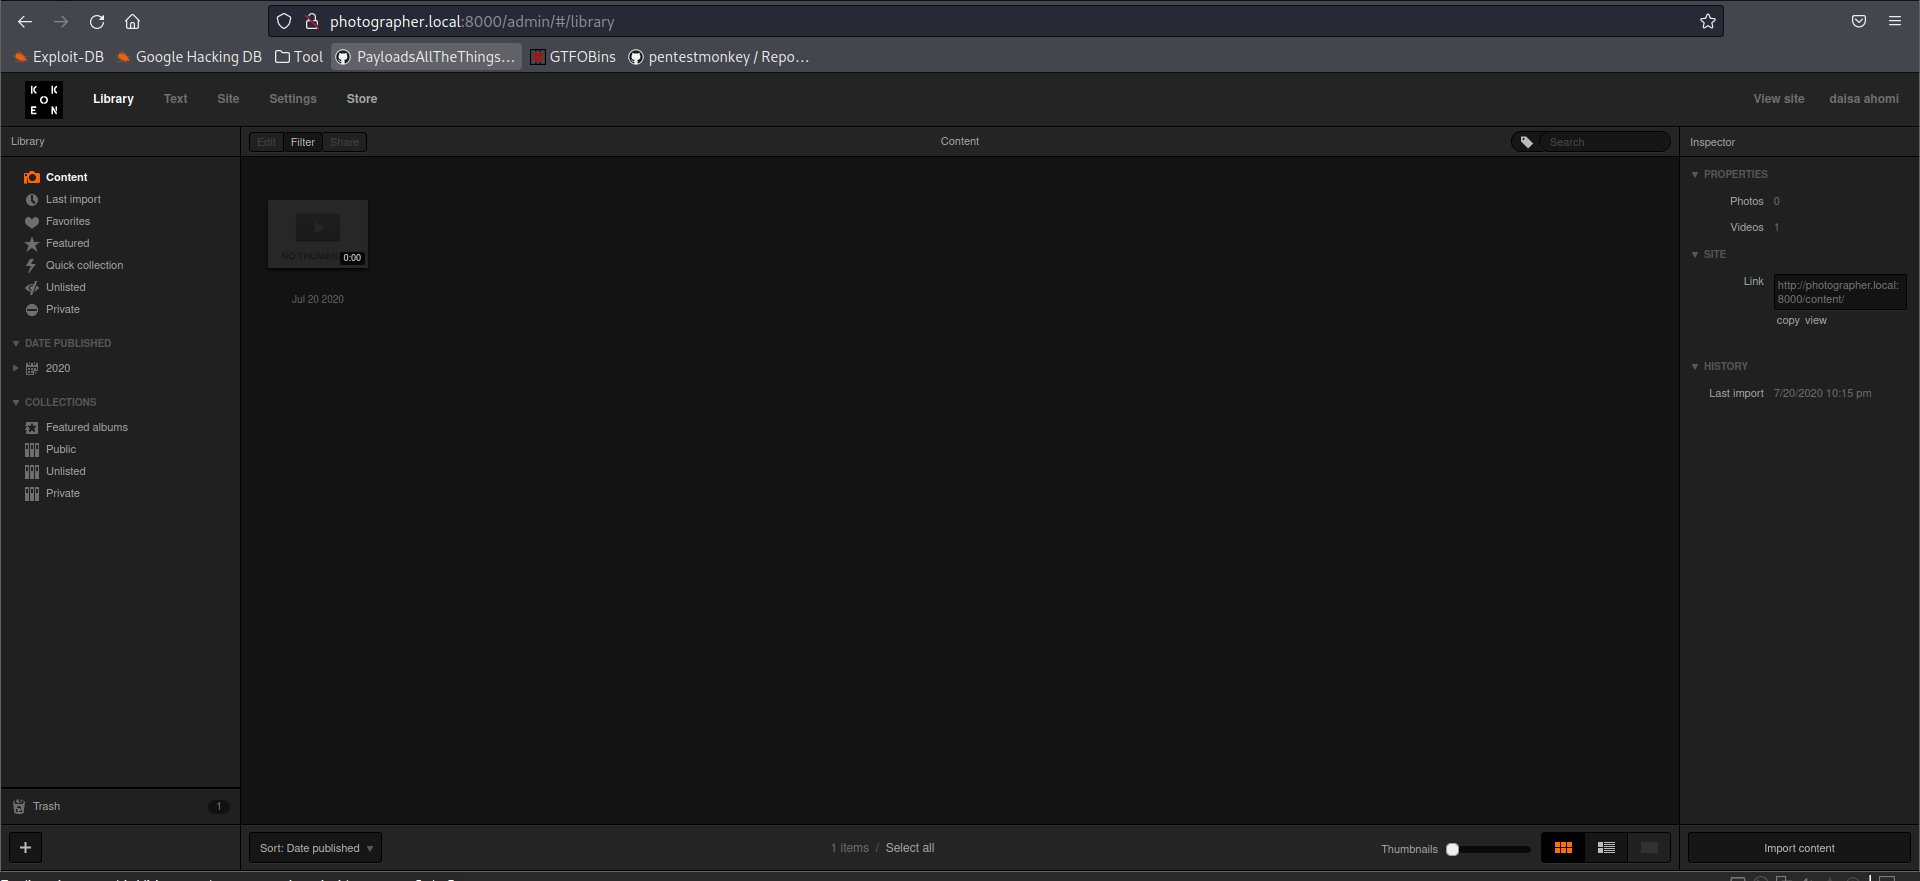 photographer.local:8000/admin/#/library
Exploit-DB Google Hacking DB Tool PayloadsAllTheThings... GTFOBins pentestmonkey / Repo...
K K O E N Library Text Site Settings Store View site daisa ahomi
Library Edit Filter Share Content Search Inspector
Content
Last import
Favorites
Featured
Quick collection
Unlisted
Private
DATE PUBLISHED
2020
COLLECTIONS
Featured albums
Public
Unlisted
Private
Trash 1
NO THUMB
0:00
Jul 20 2020
PROPERTIES
Photos 0
Videos 1
SITE
Link http://photographer.local:
8000/content/
copy view
HISTORY
Last import 7/20/2020 10:15 pm
+ Sort: Date published 1 items / Select all Thumbnails Import content